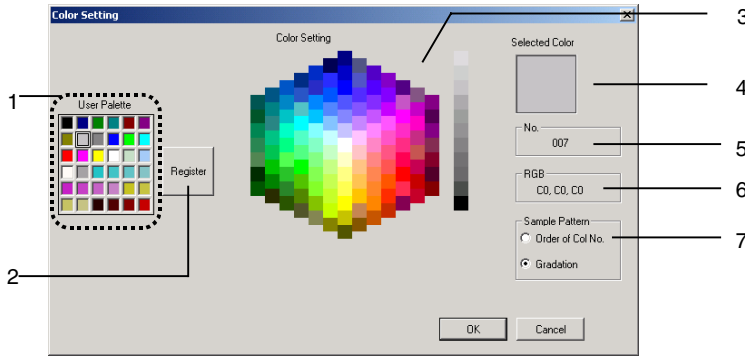 Color Setting
Color Setting
3
Selected Color
4
1
User Palette
No.
007
5
Register
RGB
C0, C0, C0
6
Sample Pattern
Order of Col No.
7
Gradation
2
OK
Cancel